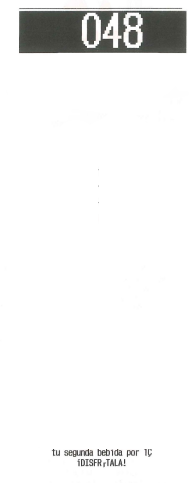 048
tu segunda bebida por 1Ç
¡DISFR¡TALA!